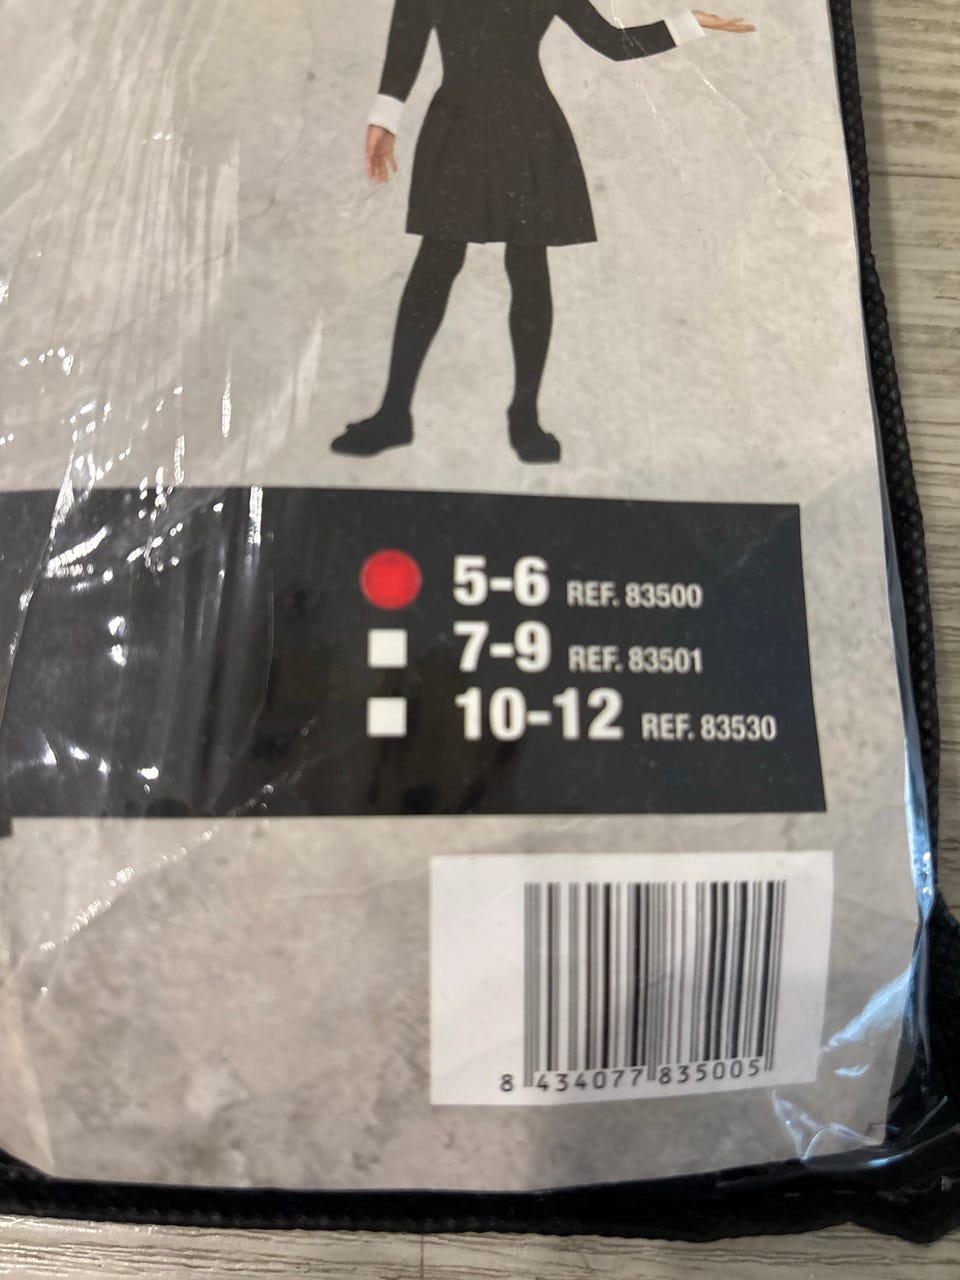 5-6 REF. 83500
7-9 REF. 83501
10-12 REF. 83530
8 434077 835005